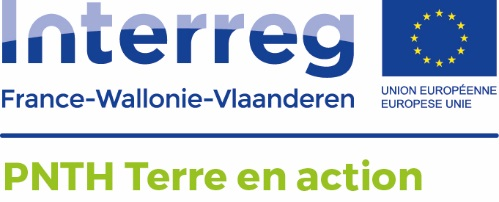 Interreg
France-Wallonie-Vlaanderen
UNION EUROPÉENNE
EUROPESE UNIE
PNTH Terre en action